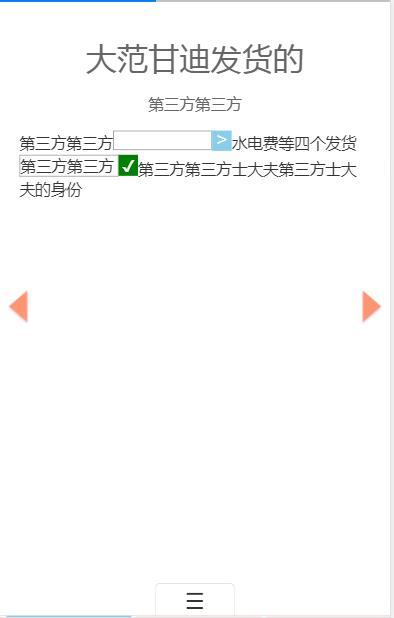 大范甘迪发货的
第三方第三方
第三方第三方 > 水电费等四个发货
第三方第三方 ✓ 第三方第三方士大夫第三方士大
夫的身份